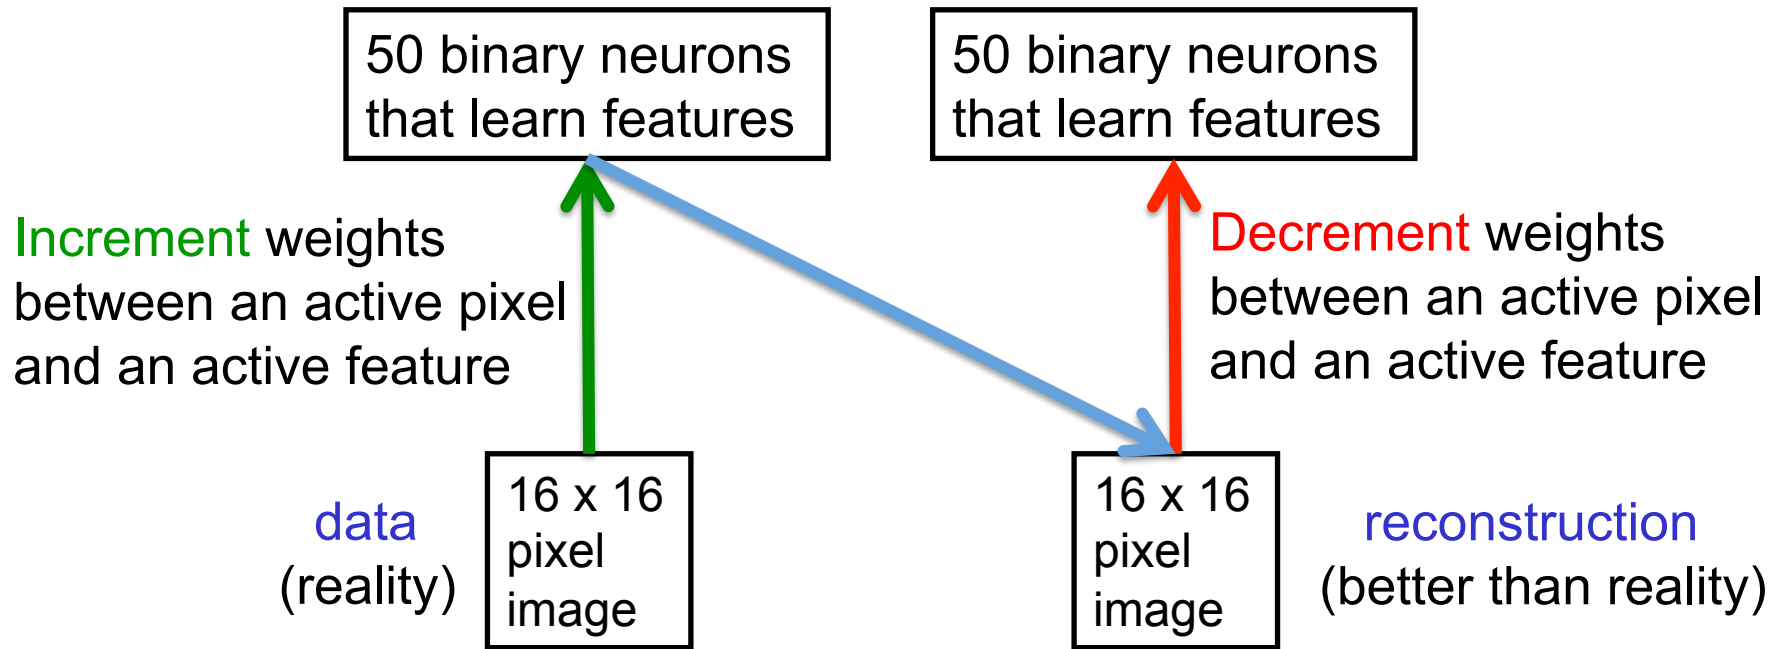 50 binary neurons
that learn features
50 binary neurons
that learn features
Increment weights
between an active pixel
and an active feature
Decrement weights
between an active pixel
and an active feature
data
(reality)
16 x 16
pixel
image
16 x 16
pixel
image
reconstruction
(better than reality)